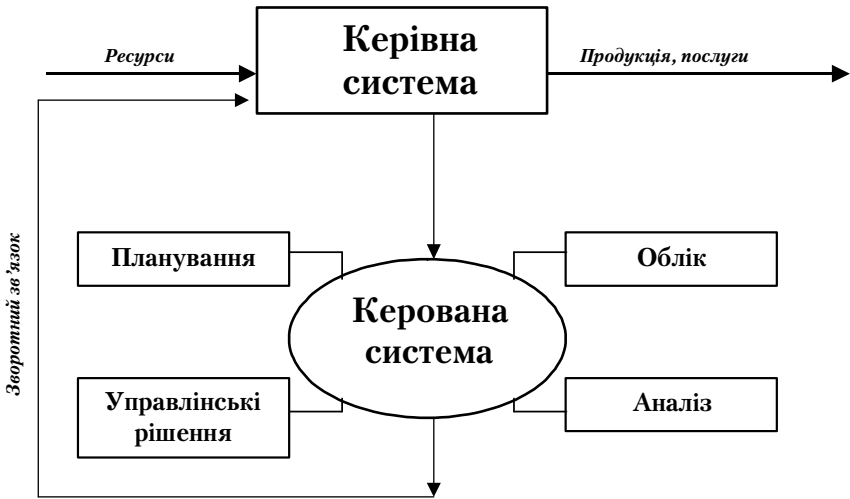 Ресурси
Керівна
система
Продукція, послуги
Зворотний зв’язок
Планування
Облік
Керована
система
Управлінські
рішення
Аналіз